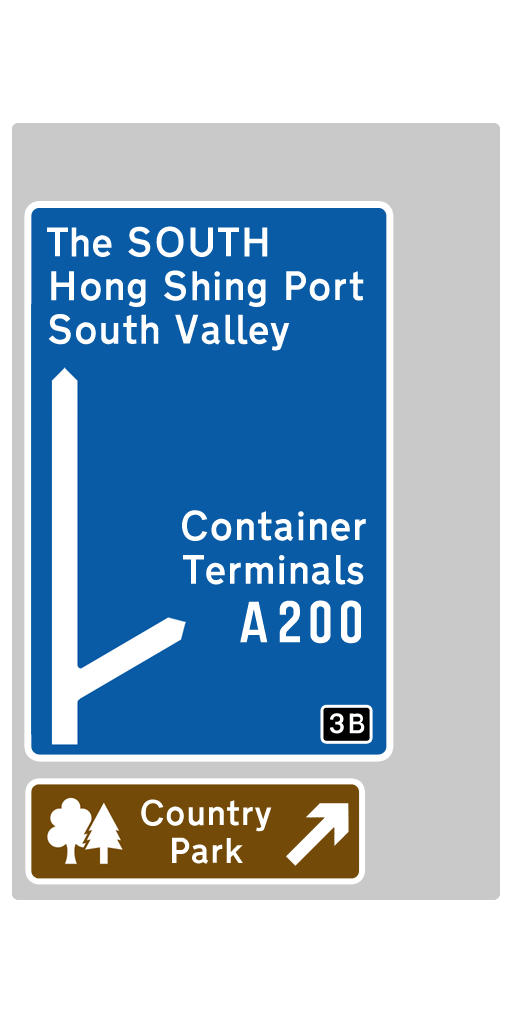 The SOUTH
Hong Shing Port
South Valley
Container
Terminals
A200
3B
Country
Park